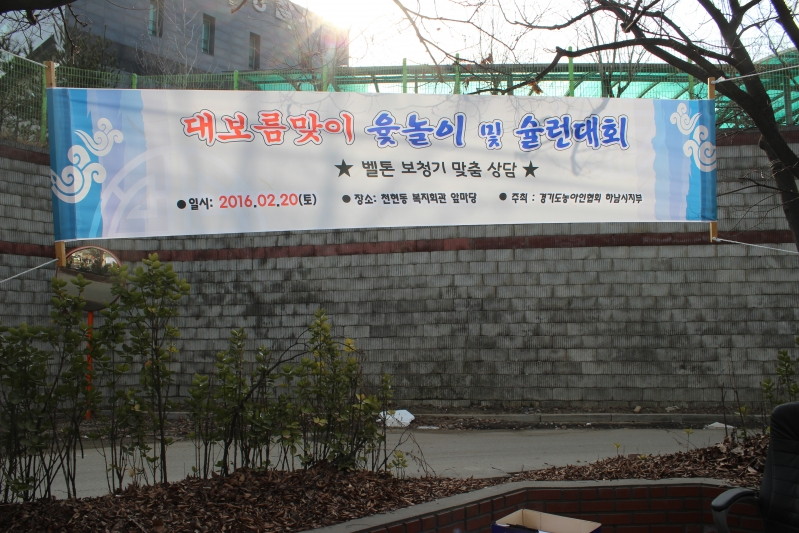 대보름맞이 윷놀이 및 슐런대회
★ 벨톤 보청기 맞춤 상담 ★
●일시: 2016.02.20(토) ●장소: 천현동 복지회관 앞마당 ●주최 : 경기도농아인협회 하남시지부